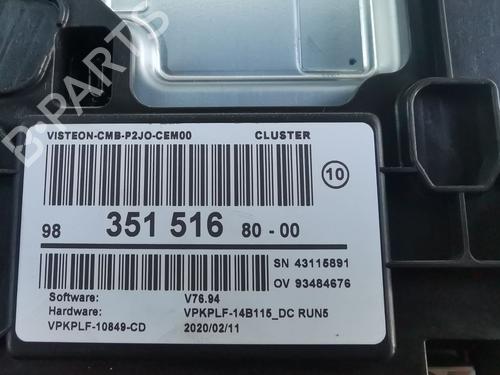 VISTEON-CMB-P2JO-CEM00 CLUSTER
10
98 351 516 80 - 00
SN 43115891
OV 93484676
Software: V76.94
Hardware: VPKPLF-14B115_DC RUN5
VPKPLF-10849-CD 2020/02/11
B-PARTS